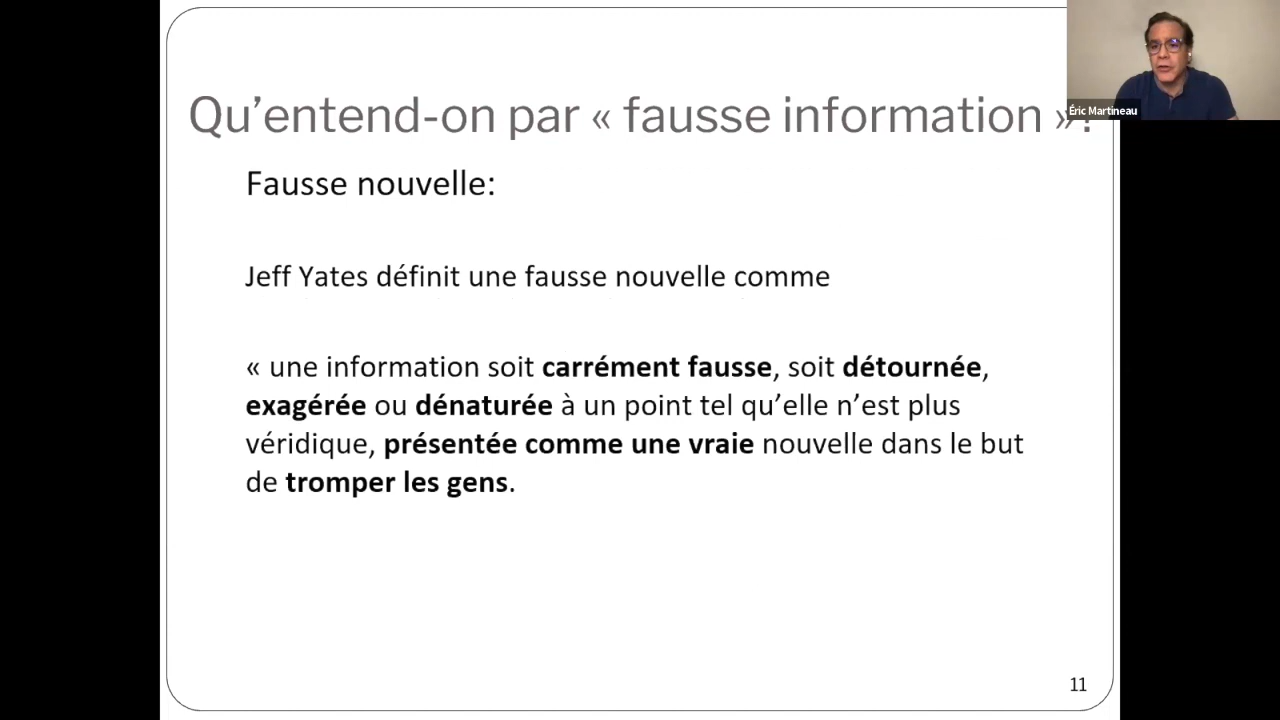 Qu’entend-on par « fausse information » ?
Éric Martineau
Fausse nouvelle:
Jeff Yates définit une fausse nouvelle comme
« une information soit carrément fausse, soit détournée,
exagérée ou dénaturée à un point tel qu’elle n’est plus
véridique, présentée comme une vraie nouvelle dans le but
de tromper les gens.
11